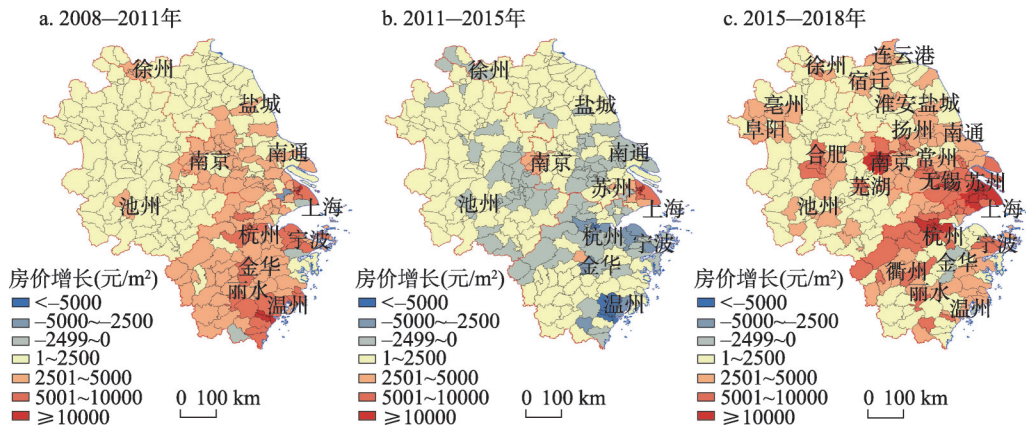 a. 2008—2011年
徐州
盐城
南京
南通
池州
上海
杭州
宁波
金华
丽水
温州
房价增长(元/m²)
<–5000
–5000~–2500
–2499~0
1~2500
2501~5000
5001~10000
≥10000
0 100 km
b. 2011—2015年
徐州
盐城
南京
南通
苏州
池州
上海
杭州
宁波
金华
温州
房价增长(元/m²)
<–5000
–5000~–2500
–2499~0
1~2500
2501~5000
5001~10000
≥10000
0 100 km
c. 2015—2018年
连云港
徐州
宿迁
亳州
淮安
盐城
阜阳
扬州
南通
合肥
南京
常州
无锡
苏州
芜湖
池州
上海
杭州
宁波
金华
衢州
丽水
温州
房价增长(元/m²)
<–5000
–5000~–2500
–2499~0
1~2500
2501~5000
5001~10000
≥10000
0 100 km